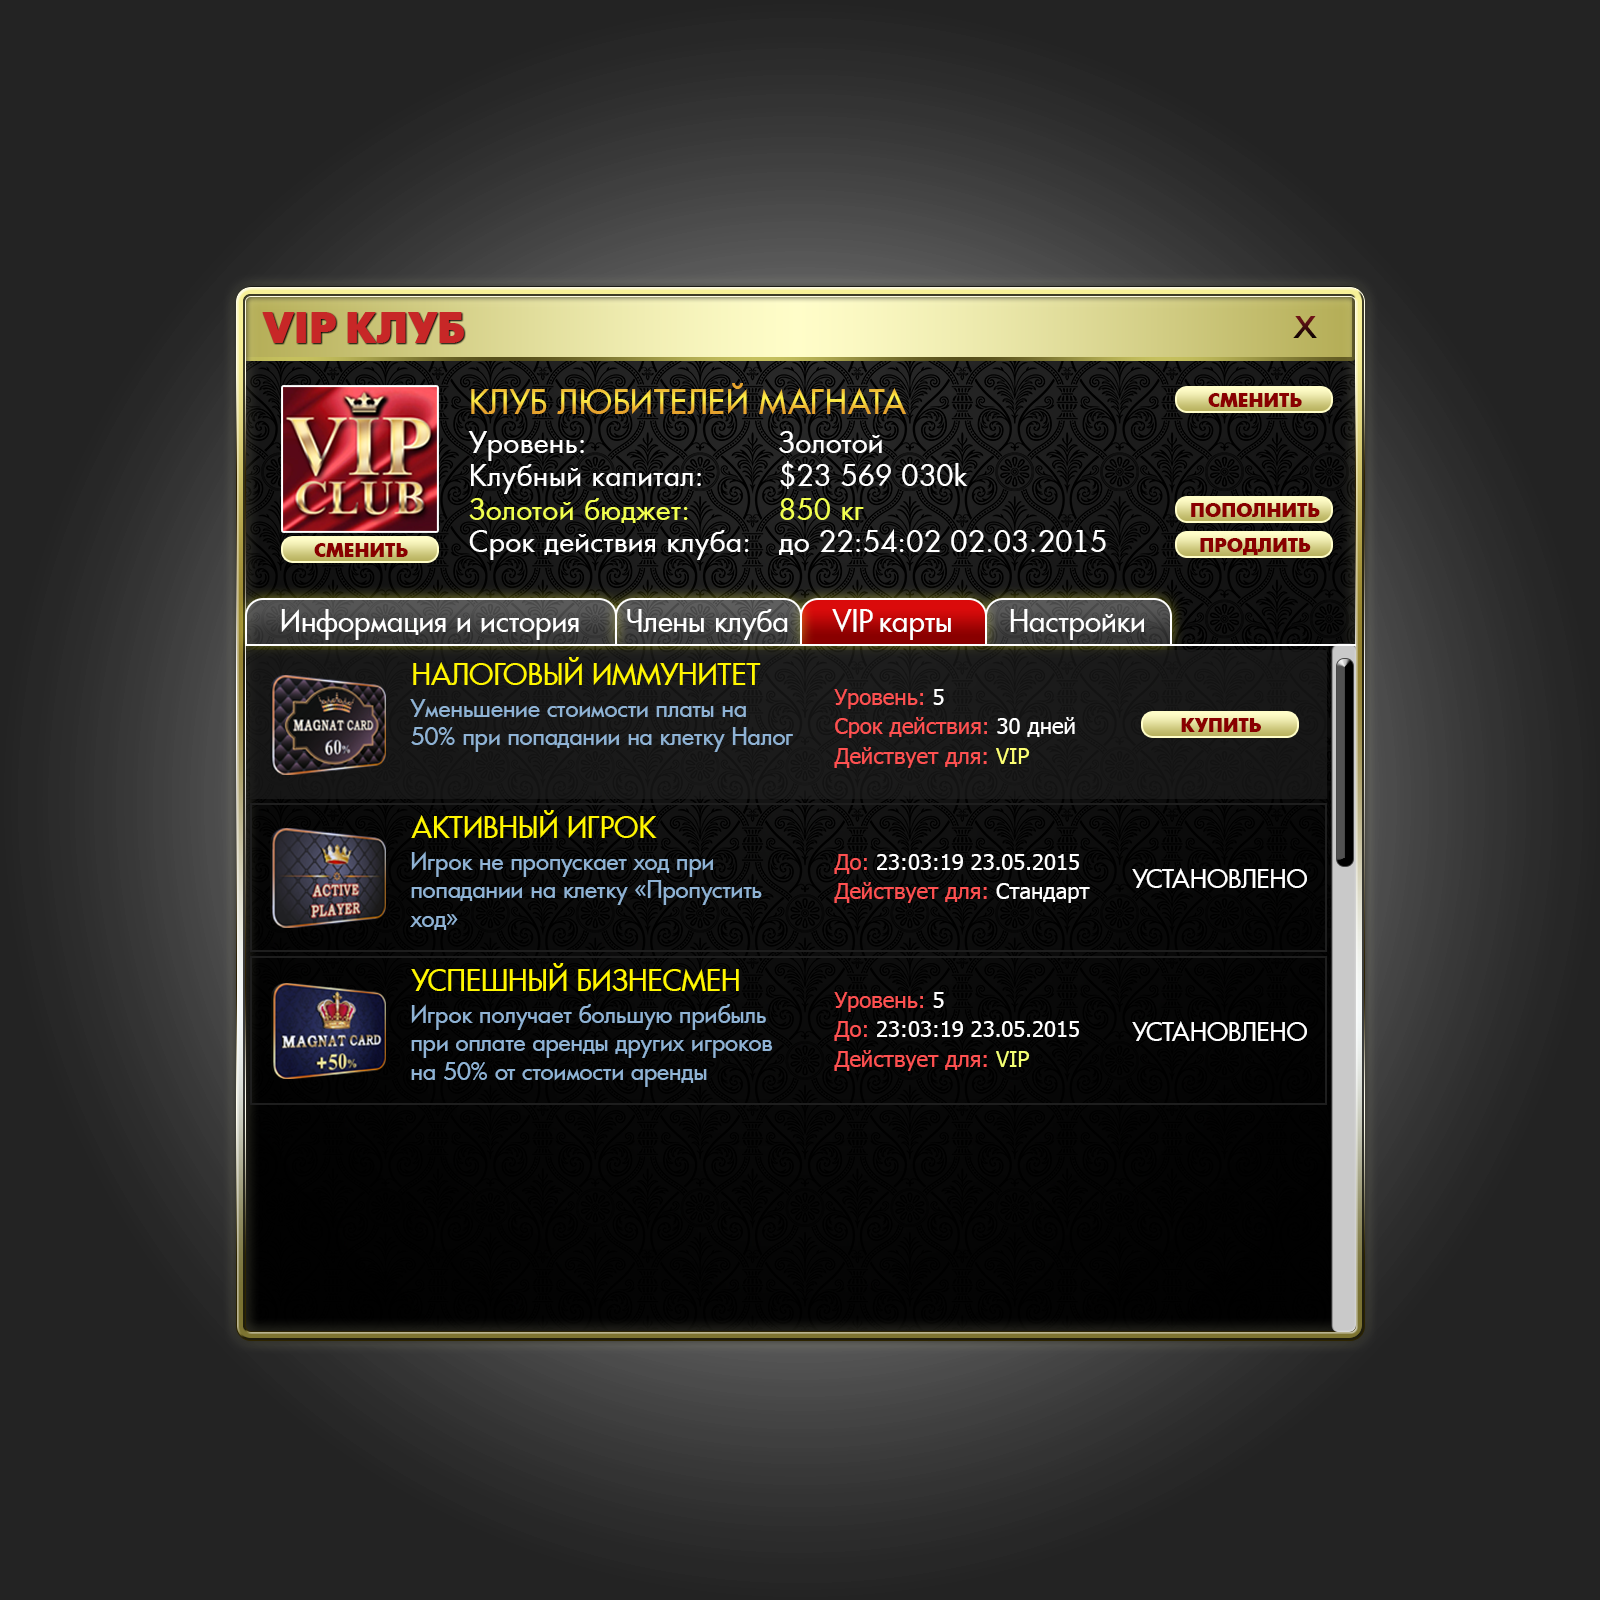 VIP КЛУБ
X
VIP
CLUB
СМЕНИТЬ
КЛУБ ЛЮБИТЕЛЕЙ МАГНАТА
СМЕНИТЬ
Уровень: Золотой
Клубный капитал: $23 569 030k
Золотой бюджет: 850 кг
ПОПОЛНИТЬ
Срок действия клуба: до 22:54:02 02.03.2015
ПРОДЛИТЬ
Информация и история
Члены клуба
VIP карты
Настройки
MAGNAT CARD
60%
НАЛОГОВЫЙ ИММУНИТЕТ
Уменьшение стоимости платы на
50% при попадании на клетку Налог
Уровень: 5
Срок действия: 30 дней
Действует для: VIP
КУПИТЬ
ACTIVE
PLAYER
АКТИВНЫЙ ИГРОК
Игрок не пропускает ход при
попадании на клетку «Пропустить
ход»
До: 23:03:19 23.05.2015
Действует для: Стандарт
УСТАНОВЛЕНО
MAGNAT CARD
+50%
УСПЕШНЫЙ БИЗНЕСМЕН
Игрок получает большую прибыль
при оплате аренды других игроков
на 50% от стоимости аренды
Уровень: 5
До: 23:03:19 23.05.2015
Действует для: VIP
УСТАНОВЛЕНО